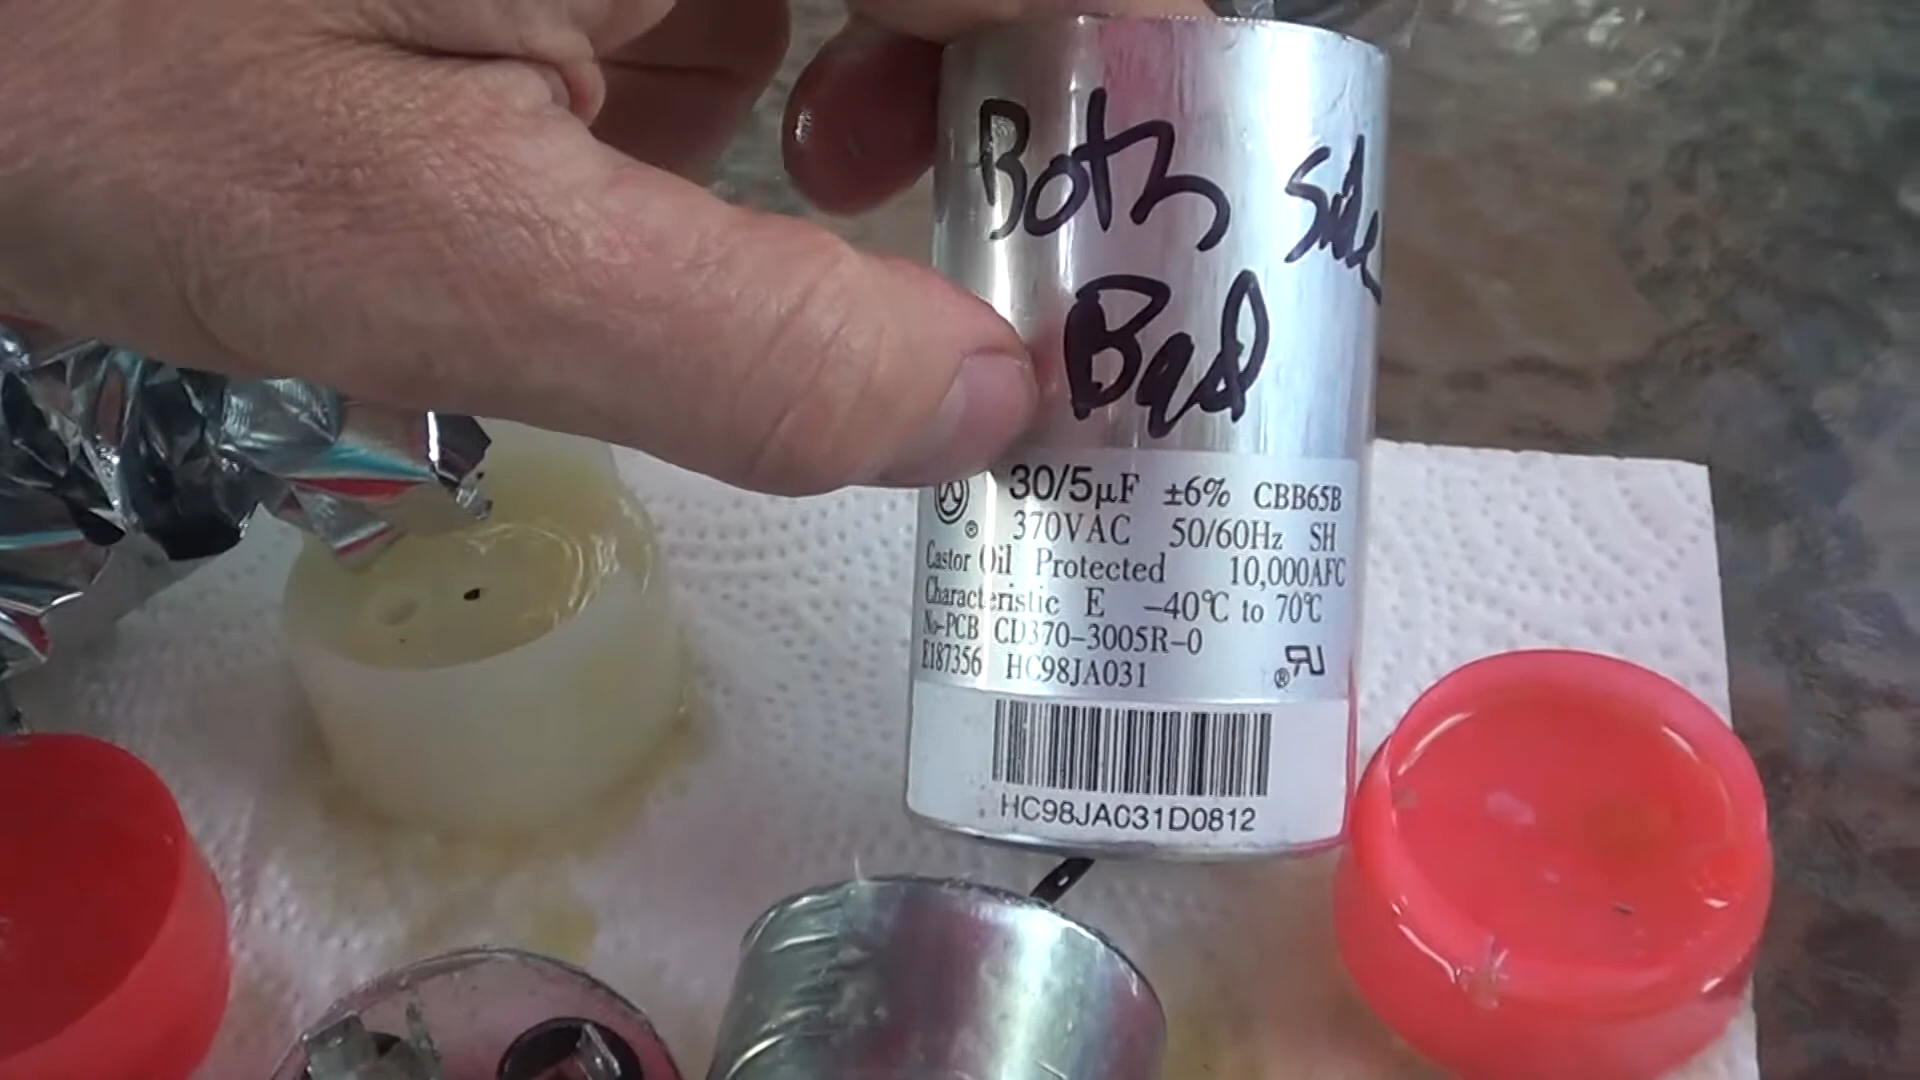 Both Side
Bad
30/5µF ±6% CBB65B
370VAC 50/60Hz SH
Castor Oil Protected 10,000AFC
Characteristic E –40℃ to 70℃
No-PCB CD370–3005R–0
E187356 HC98JA031
HC98JA031D0812